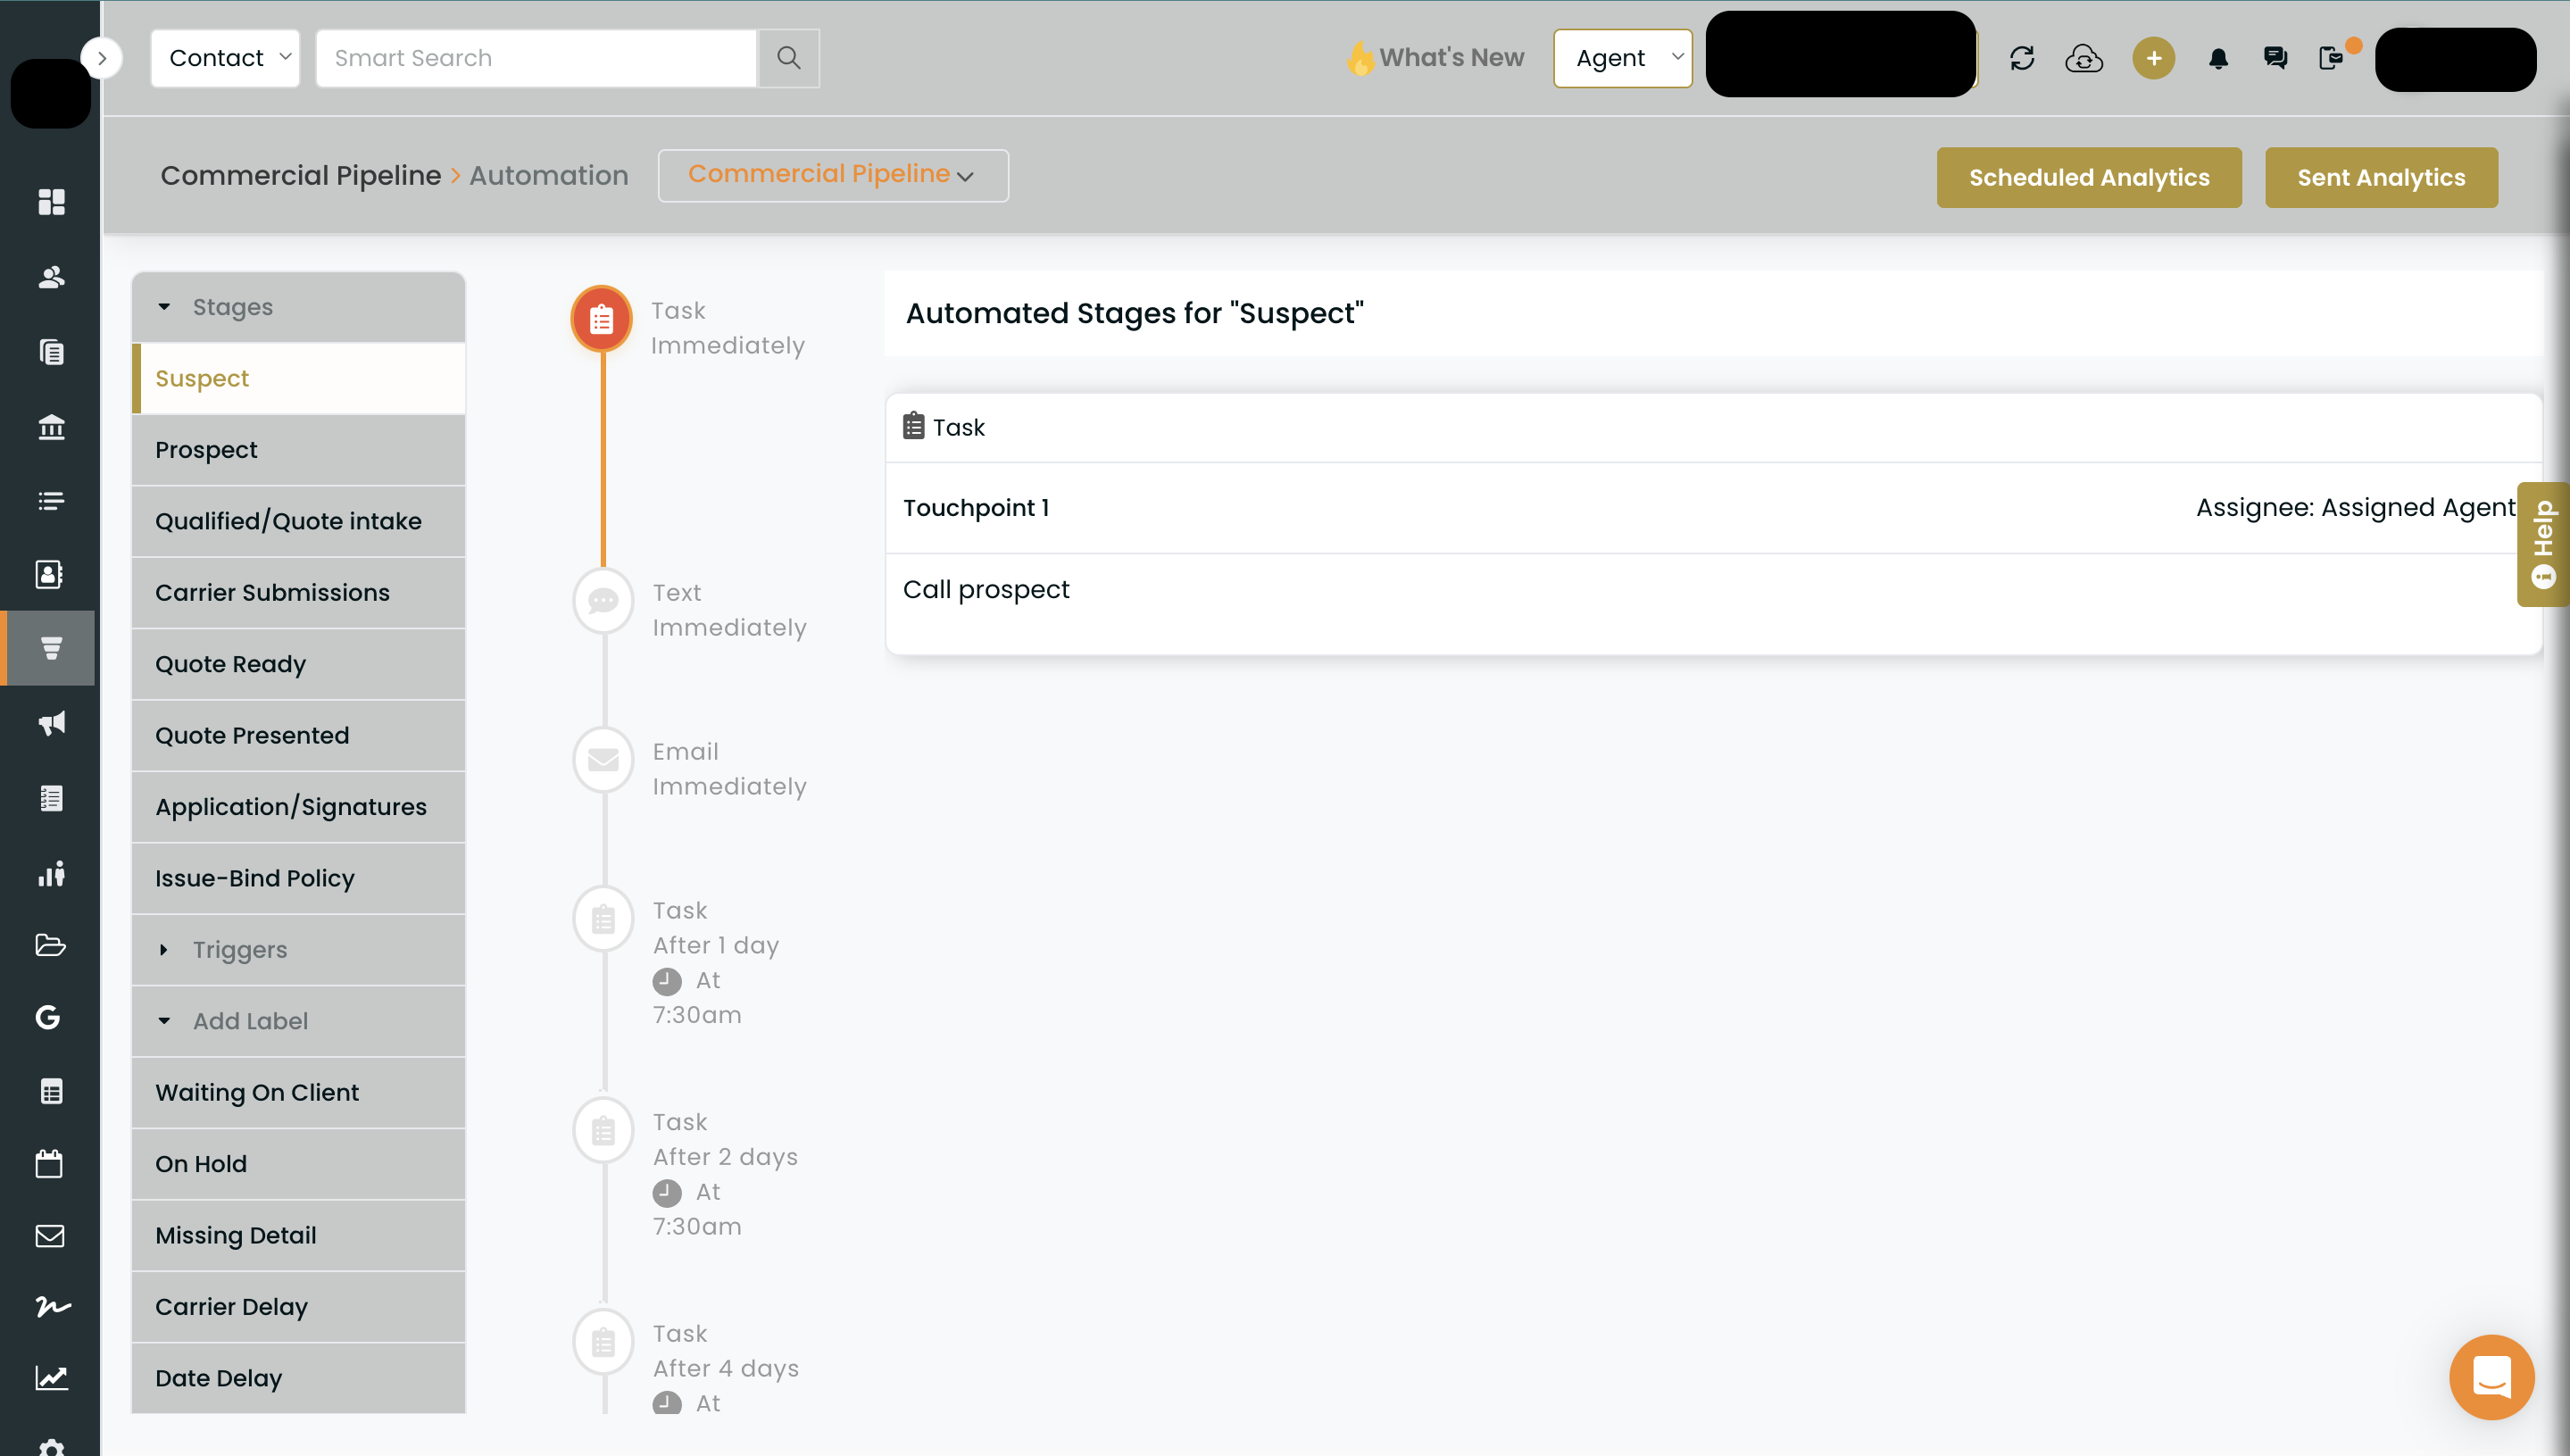 Contact
Smart Search
What's New
Agent
Commercial Pipeline > Automation
Commercial Pipeline
Scheduled Analytics
Sent Analytics
Stages
Suspect
Prospect
Qualified/Quote intake
Carrier Submissions
Quote Ready
Quote Presented
Application/Signatures
Issue-Bind Policy
Triggers
Add Label
Waiting On Client
On Hold
Missing Detail
Carrier Delay
Date Delay
Task
Immediately
Text
Immediately
Email
Immediately
Task
After 1 day
At
7:30am
Task
After 2 days
At
7:30am
Task
After 4 days
At
Automated Stages for "Suspect"
Task
Touchpoint 1
Assignee: Assigned Agent
Call prospect
Help